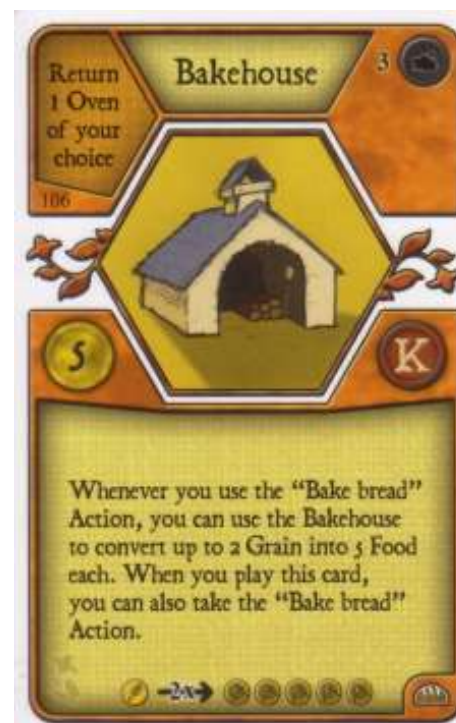 Return
1 Oven
of your
choice
106
Bakehouse
3
5
K
Whenever you use the “Bake bread”
Action, you can use the Bakehouse
to convert up to 2 Grain into 5 Food
each. When you play this card,
you can also take the “Bake bread”
Action.
2x